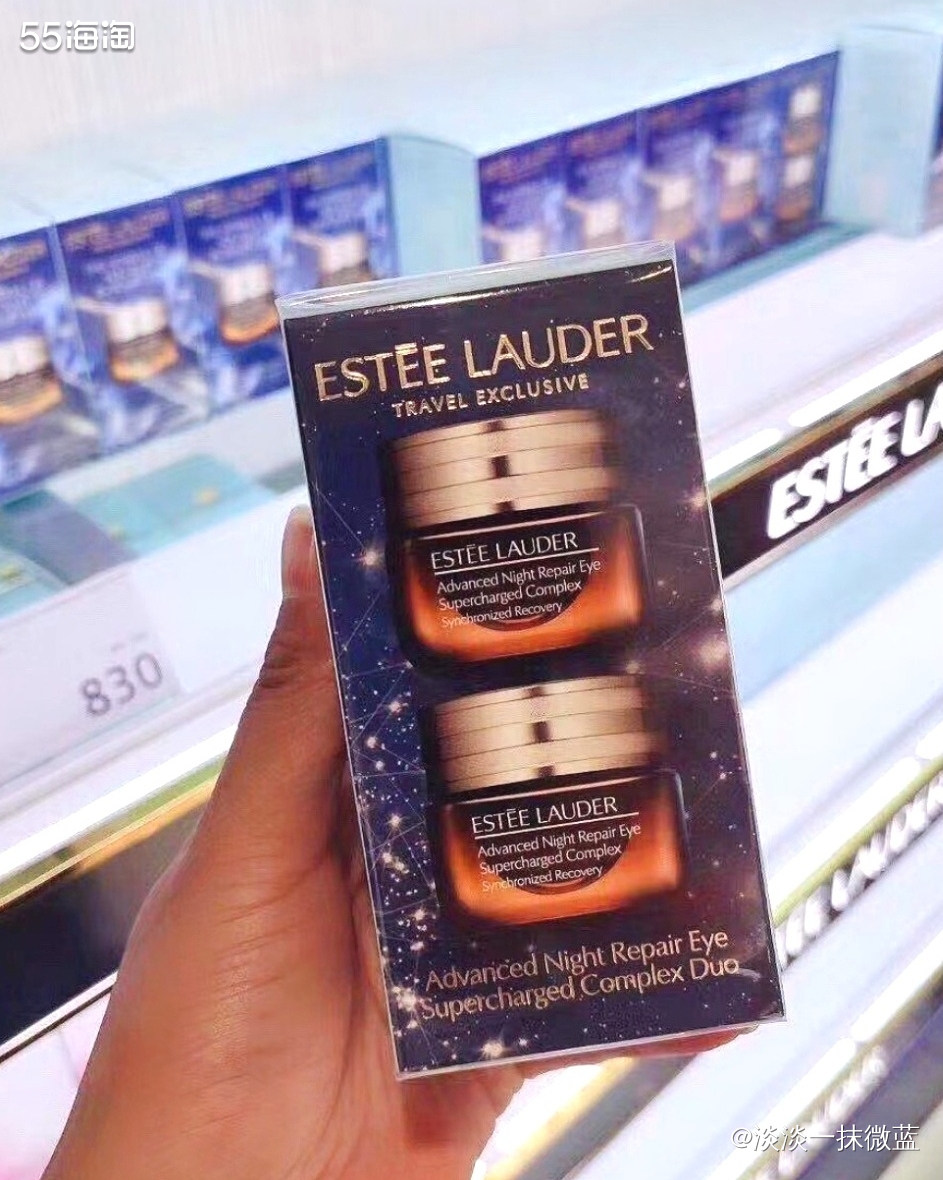 55海淘
ESTĒE LAUDER
TRAVEL EXCLUSIVE
ESTĒE LAUDER
Advanced Night Repair Eye
Supercharged Complex
Synchronized Recovery
ESTĒE LAUDER
Advanced Night Repair Eye
Supercharged Complex
Synchronized Recovery
Advanced Night Repair Eye
Supercharged Complex Duo
830
ESTĒE LA
@淡淡一抹微蓝